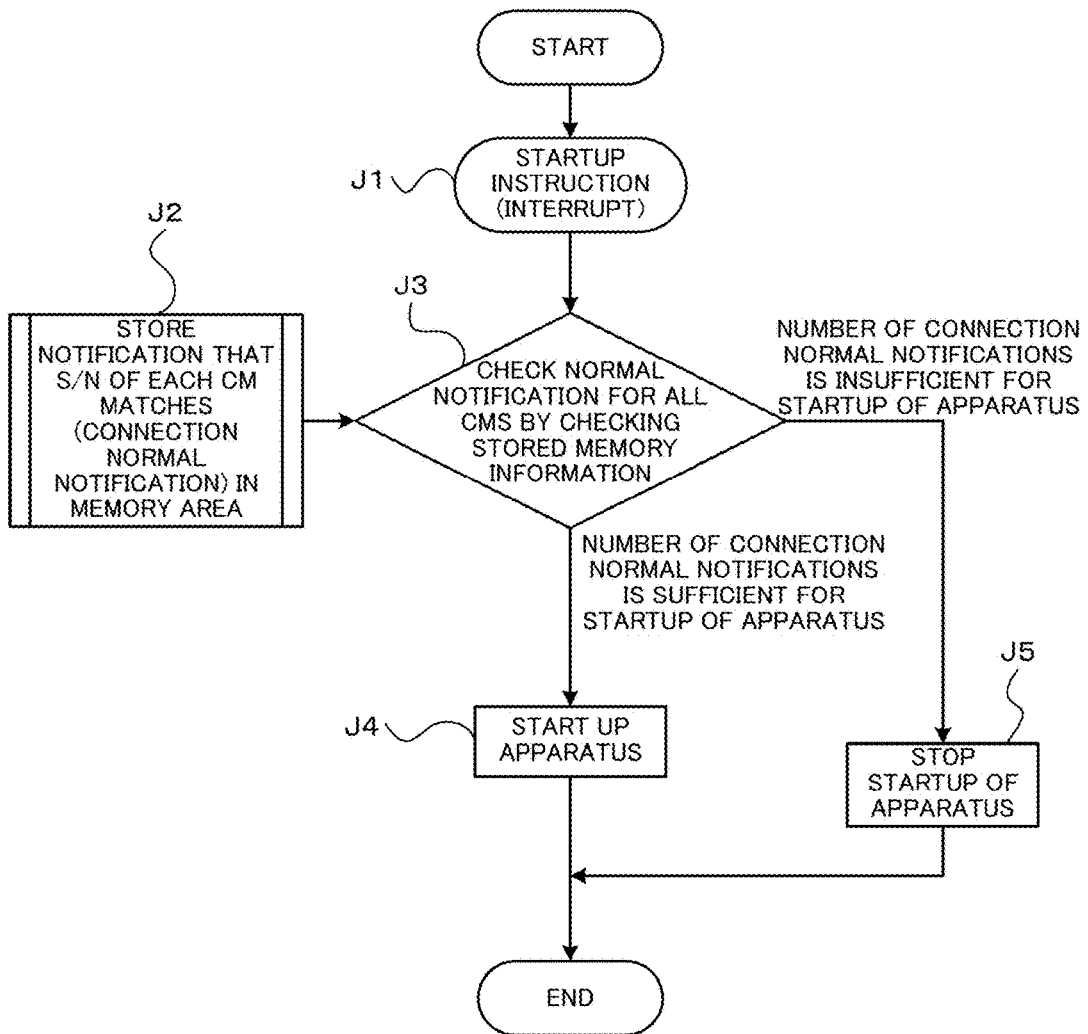 START
J1
STARTUP
INSTRUCTION
(INTERRUPT)
J2
STORE
NOTIFICATION THAT
S/N OF EACH CM
MATCHES
(CONNECTION
NORMAL
NOTIFICATION) IN
MEMORY AREA
J3
CHECK NORMAL
NOTIFICATION FOR ALL
CMS BY CHECKING
STORED MEMORY
INFORMATION
NUMBER OF CONNECTION
NORMAL NOTIFICATIONS
IS INSUFFICIENT FOR
STARTUP OF APPARATUS
NUMBER OF CONNECTION
NORMAL NOTIFICATIONS
IS SUFFICIENT FOR
STARTUP OF APPARATUS
J4
START UP
APPARATUS
J5
STOP
STARTUP OF
APPARATUS
END